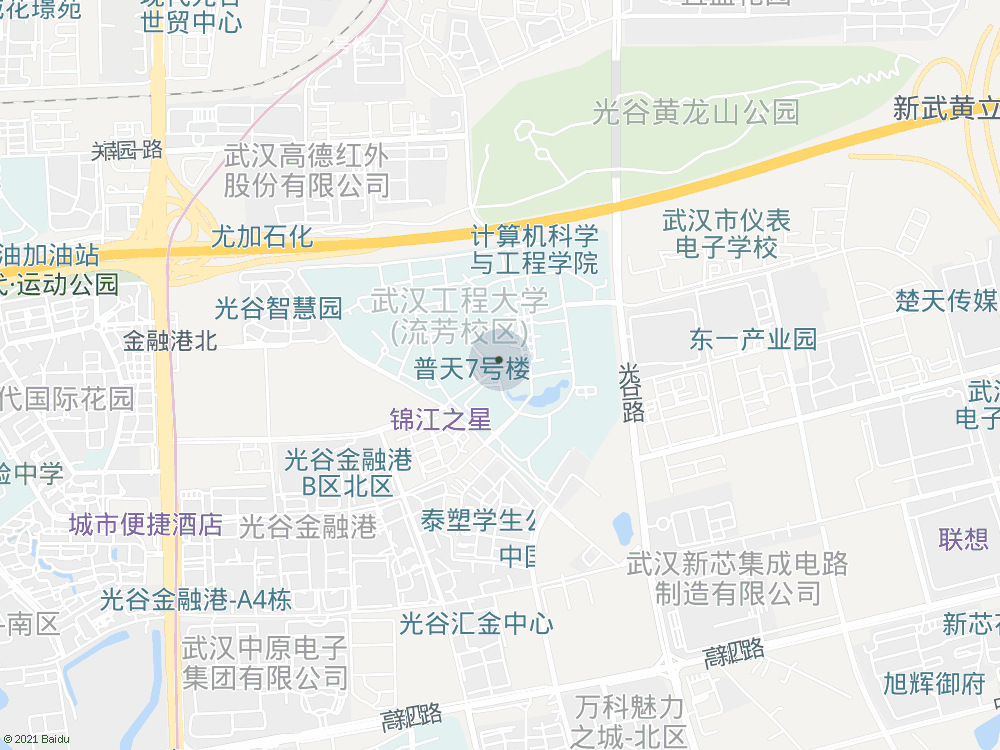 世贸中心
光谷黄龙山公园
新武黄立
关南园一路
武汉高德红外
股份有限公司
尤加石化
计算机科学
与工程学院
武汉市仪表
电子学校
油加油站
·运动公园
光谷智慧园
武汉工程大学
(流芳校区)
楚天传媒
金融港北
东一产业园
普天7号楼
光谷路
代国际花园
锦江之星
电子
光谷金融港
B区北区
验中学
城市便捷酒店
光谷金融港
泰塑学生公
联想
中国
武汉新芯集成电路
制造有限公司
光谷金融港-A4栋
光谷汇金中心
-南区
新芯花
武汉中原电子
集团有限公司
高新四路
旭辉御府
高新四路
万科魅力
之城-北区
© 2021 Baidu